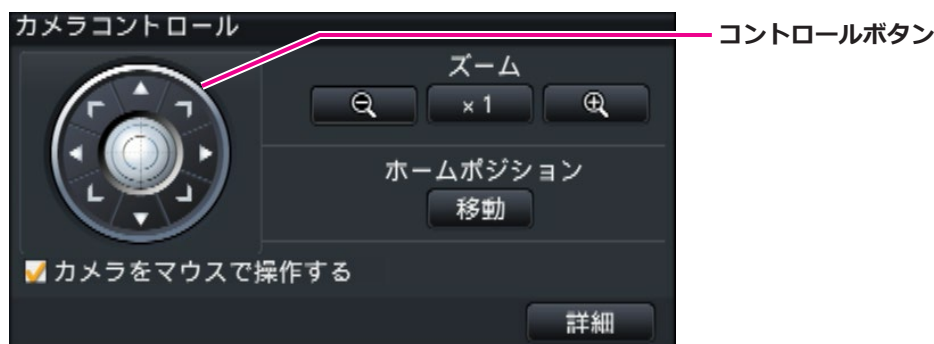 カメラコントロール
コントロールボタン
ズーム
×1
ホームポジション
移動
カメラをマウスで操作する
詳細